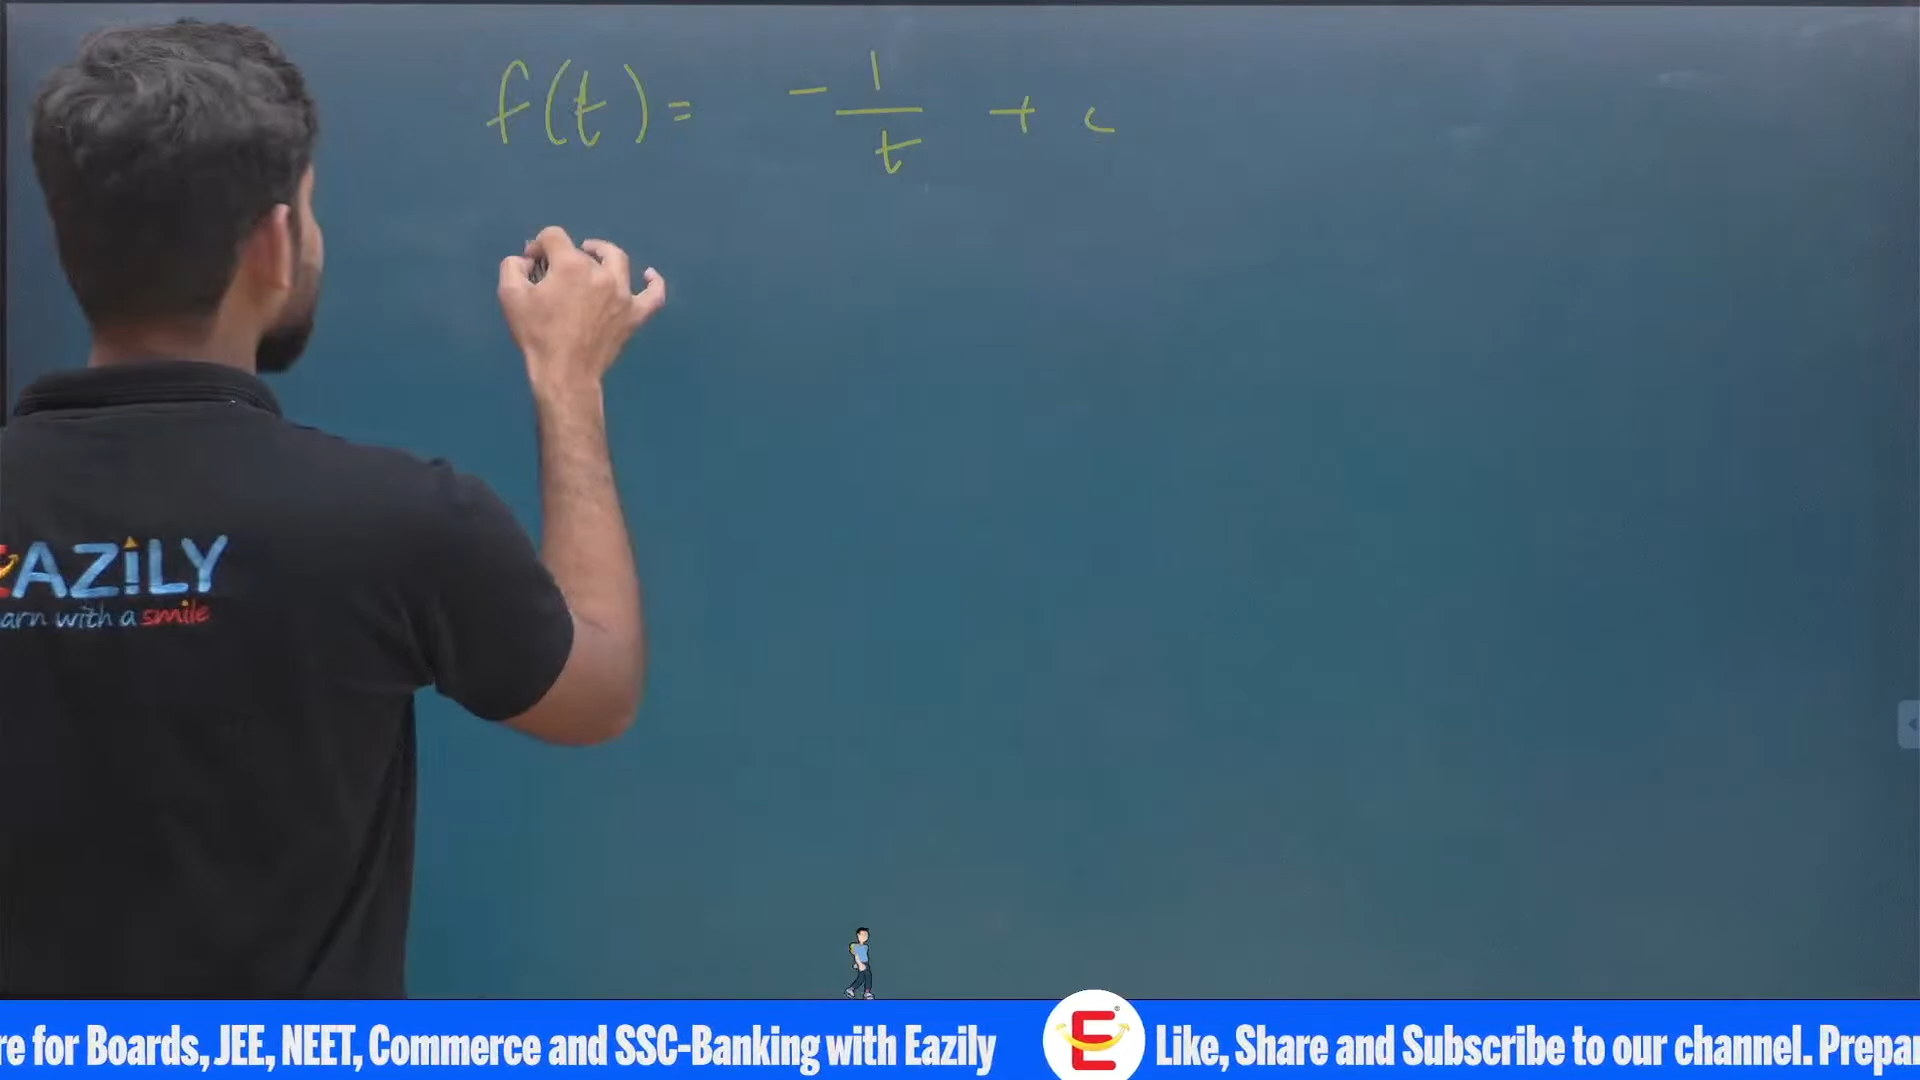 f(t) = - 1/t + c
EAZiLY
arn with a smile
re for Boards, JEE, NEET, Commerce and SSC-Banking with Eazily
E Like, Share and Subscribe to our channel. Prepar